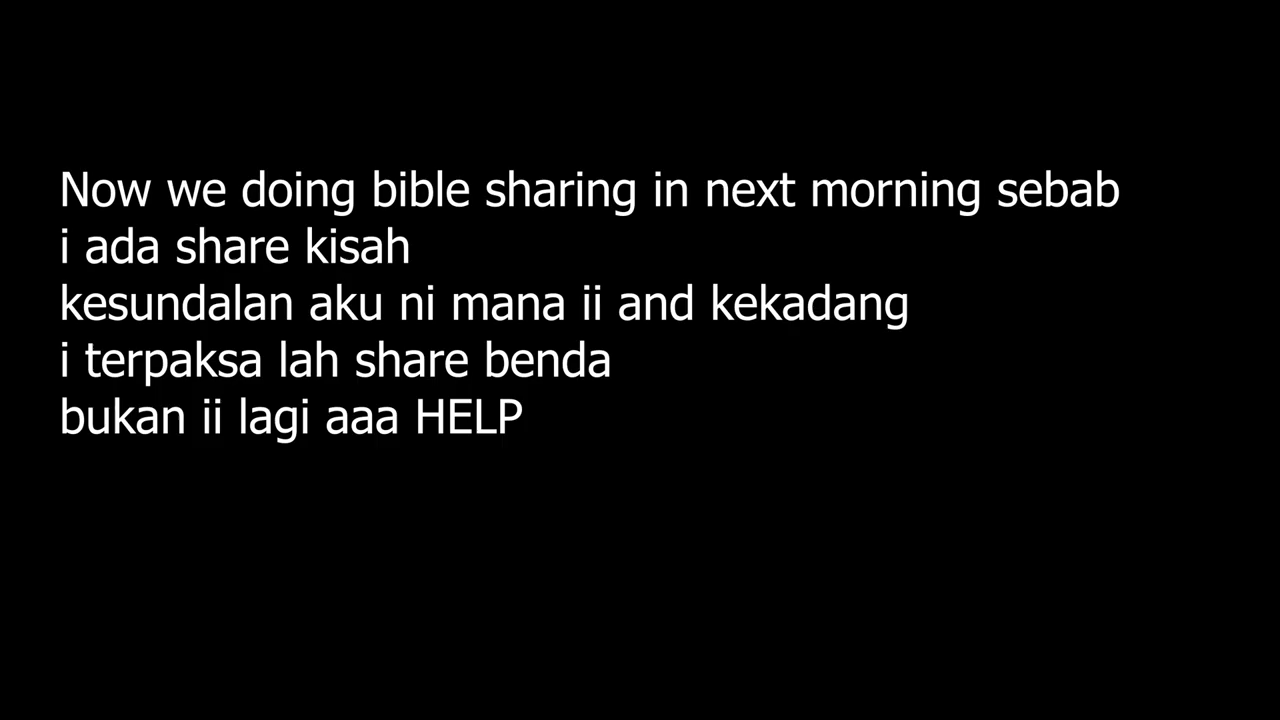 Now we doing bible sharing in next morning sebab
i ada share kisah
kesundalan aku ni mana ii and kekadang
i terpaksa lah share benda
bukan ii lagi aaa HELP